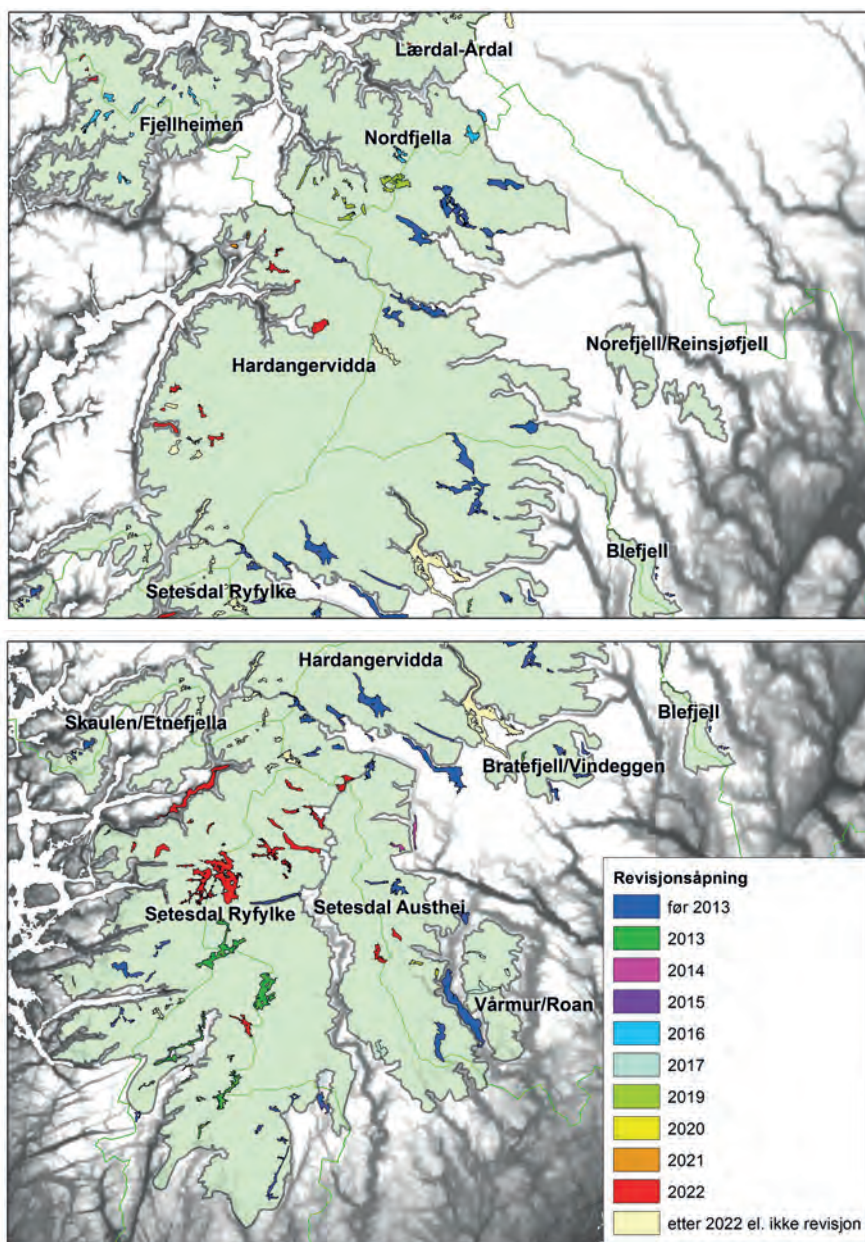 Lærdal-Årdal
Fjellheimen
Nordfjella
Norefjell/Reinsjøfjell
Hardangervidda
Blefjell
Setesdal Ryfylke
Hardangervidda
Skaulen/Etnefjella
Blefjell
Bratefjell/Vindeggen
Setesdal Ryfylke
Setesdal Austhei
Vårmur/Roan
Revisjonsåpning
før 2013
2013
2014
2015
2016
2017
2019
2020
2021
2022
etter 2022 el. ikke revisjon